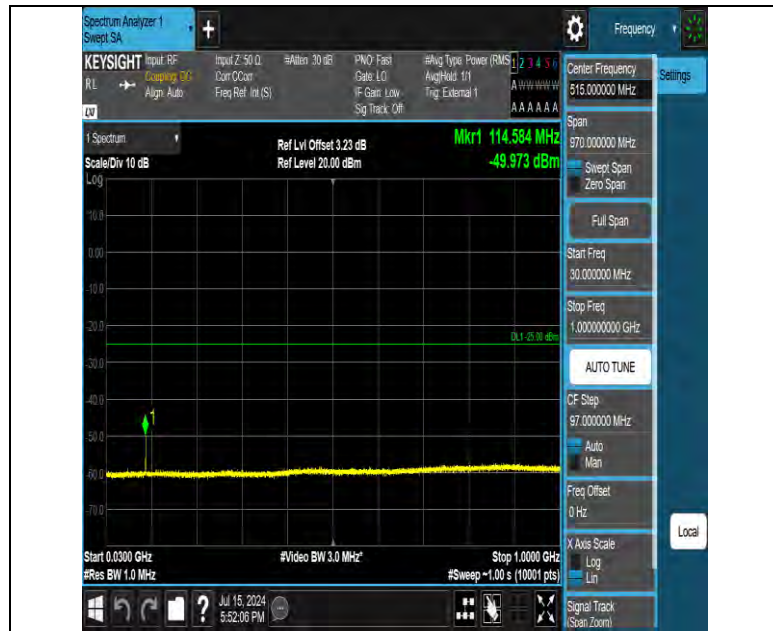 Spectrum Analyzer 1
Swept SA
+
Frequency
KEYSIGHT
RL
LXI
Input: RF
Coupling: DC
Align: Auto
Input Z: 50 Ω
Corr CCorr
Freq Ref: Int (S)
#Atten: 30 dB
PNO: Fast
Gate: LO
IF Gain: Low
Sig Track: Off
#Avg Type: Power (RMS
Avg|Hold: 1/1
Trig: External 1
1 2 3 4 5 6
A W W W W W
A A A A A A
1 Spectrum
Scale/Div 10 dB
Log
Ref Lvl Offset 3.23 dB
Ref Level 20.00 dBm
Mkr1 114.584 MHz
-49.973 dBm
10.0
0.00
-10.0
-20.0
-30.0
-40.0
-50.0
-60.0
-70.0
DL1 -25.00 dBm
1
Start 0.0300 GHz
#Res BW 1.0 MHz
#Video BW 3.0 MHz*
Stop 1.0000 GHz
#Sweep ~1.00 s (10001 pts)
Center Frequency
515.000000 MHz
Settings
Span
970.000000 MHz
Swept Span
Zero Span
Full Span
Start Freq
30.000000 MHz
Stop Freq
1.000000000 GHz
AUTO TUNE
CF Step
97.000000 MHz
Auto
Man
Freq Offset
0 Hz
X Axis Scale
Log
Lin
Local
Signal Track
(Span Zoom)
?
Jul 15, 2024
5:52:06 PM